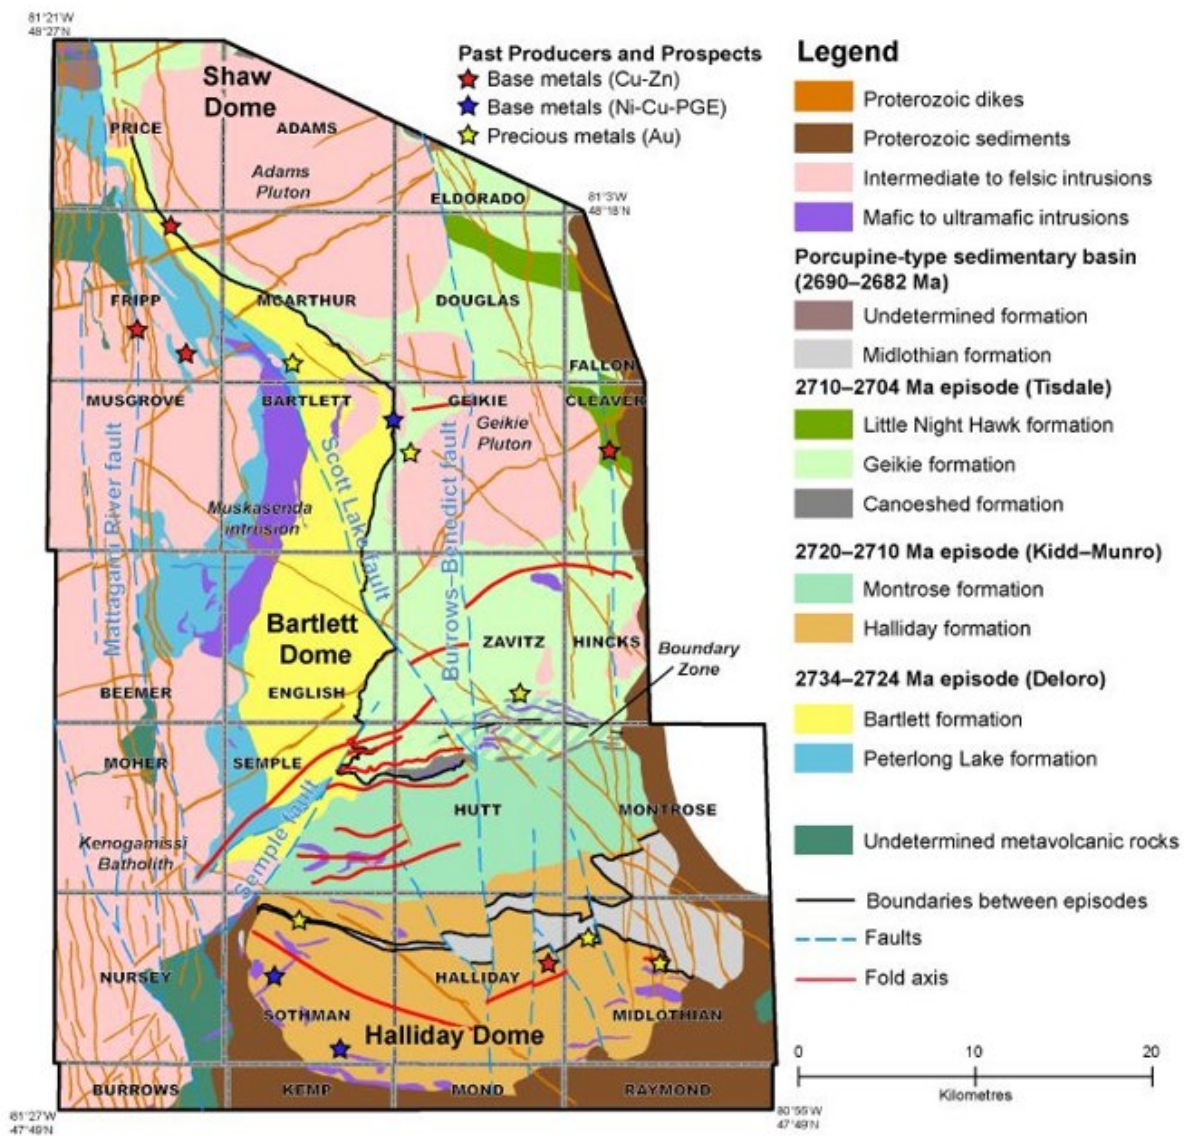 81°21'W
48°27'N
Past Producers and Prospects
Base metals (Cu-Zn)
Base metals (Ni-Cu-PGE)
Precious metals (Au)
Shaw
Dome
PRICE
ADAMS
Adams
Pluton
ELDORADO
81°3'W
48°18'N
FRIPP
MCARTHUR
DOUGLAS
FALLON
MUSGROVE
BARTLETT
GEIKIE
CLEAVER
Geikie
Pluton
Mattagami River fault
Scott Lake fault
Burrows–Benedict fault
Muskasenda
intrusion
Bartlett
Dome
ZAVITZ
HINCKS
Boundary
Zone
BEEMER
ENGLISH
MOHER
SEMPLE
HUTT
MONTROSE
Kenogamissi
Batholith
Semple fault
NURSEY
HALLIDAY
SOTHMAN
MIDLOTHIAN
Halliday Dome
BURROWS
KEMP
MOND
RAYMOND
81°27'W
47°49'N
80°55'W
47°49'N
Legend
Proterozoic dikes
Proterozoic sediments
Intermediate to felsic intrusions
Mafic to ultramafic intrusions
Porcupine-type sedimentary basin
(2690–2682 Ma)
Undetermined formation
Midlothian formation
2710–2704 Ma episode (Tisdale)
Little Night Hawk formation
Geikie formation
Canoeshed formation
2720–2710 Ma episode (Kidd–Munro)
Montrose formation
Halliday formation
2734–2724 Ma episode (Deloro)
Bartlett formation
Peterlong Lake formation
Undetermined metavolcanic rocks
Boundaries between episodes
Faults
Fold axis
0 10 20
Kilometres